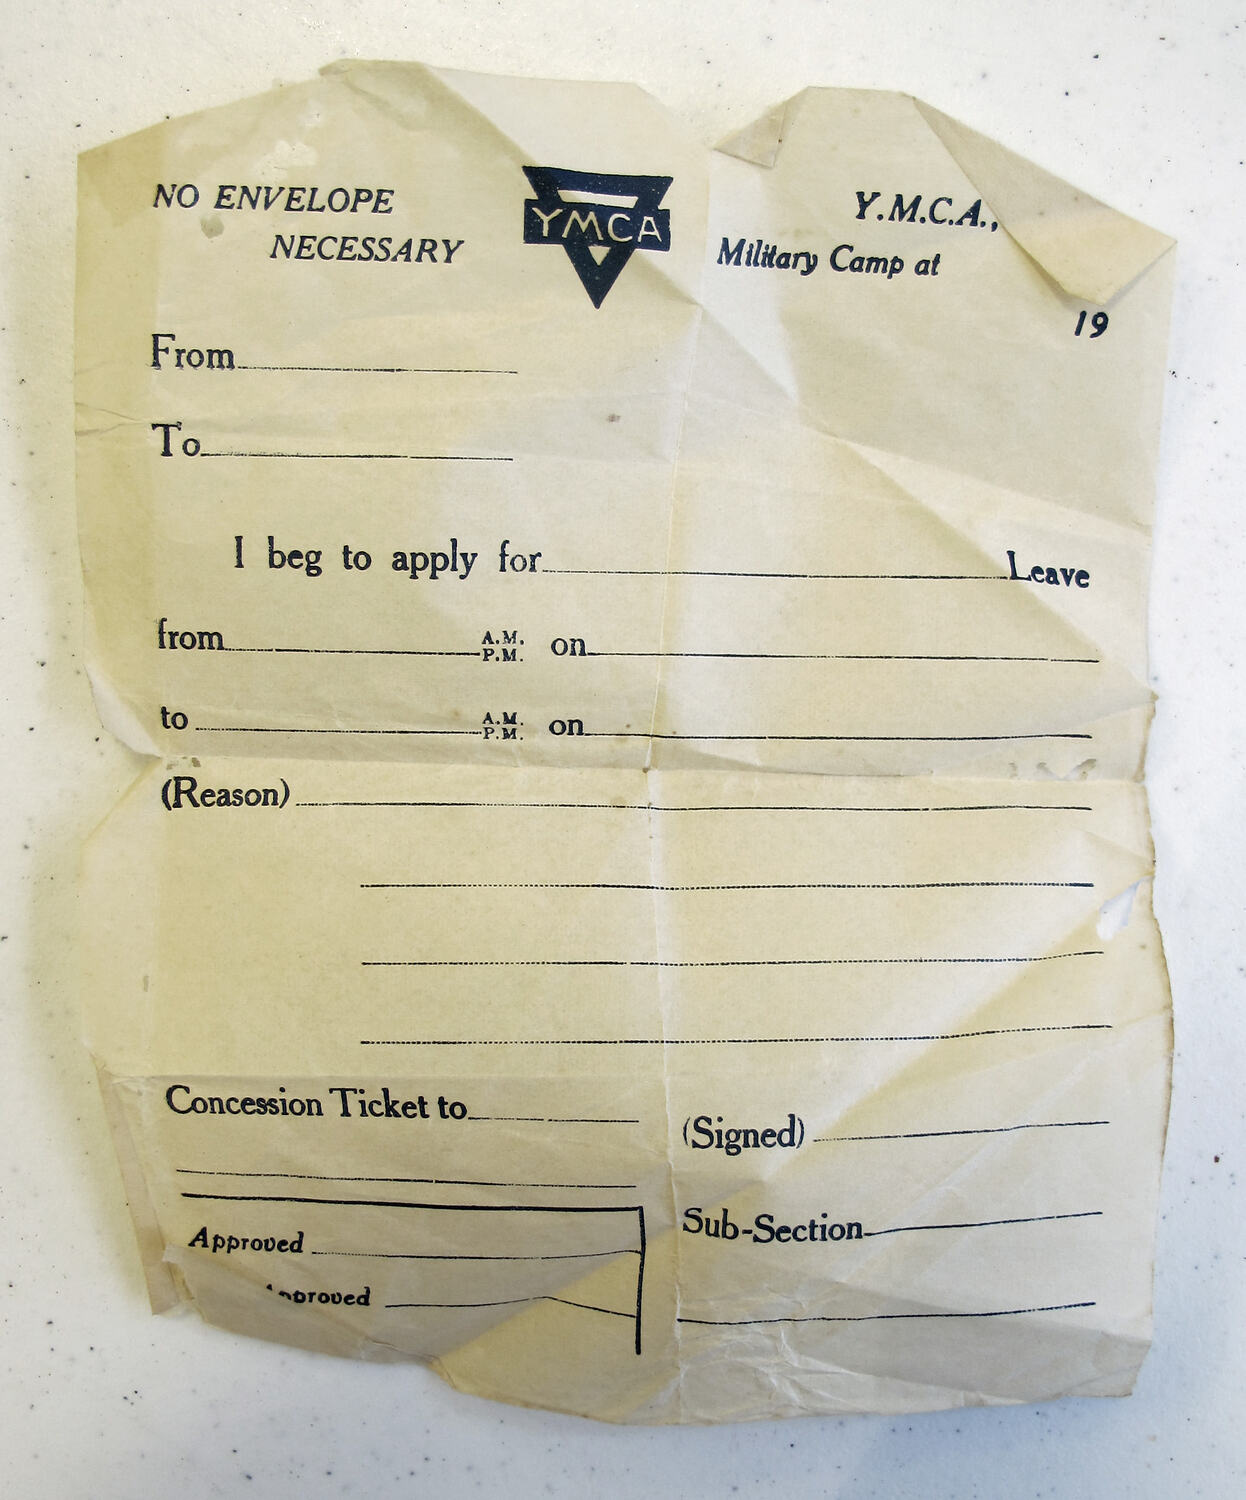 NO ENVELOPE
NECESSARY
YMCA
Y.M.C.A.,
Military Camp at
19
From
To
I beg to apply for Leave
from A.M. P.M. on
to A.M. P.M. on
(Reason)
Concession Ticket to
(Signed)
Sub-Section
Approved